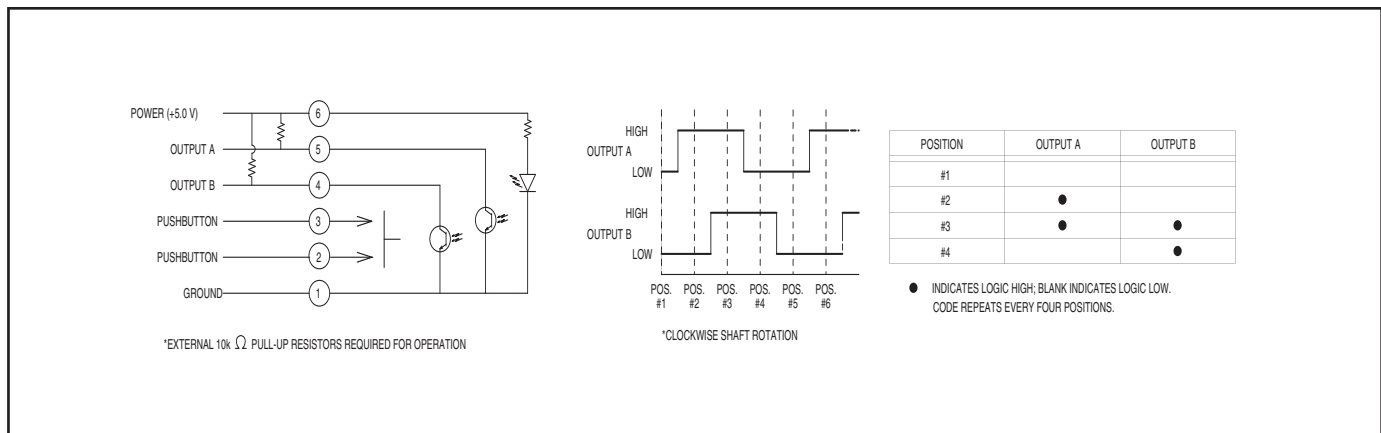 POWER (+5.0 V)
6
OUTPUT A
5
OUTPUT B
4
PUSHBUTTON
3
PUSHBUTTON
2
GROUND
1
*EXTERNAL 10k Ω PULL-UP RESISTORS REQUIRED FOR OPERATION
HIGH
OUTPUT A
LOW
HIGH
OUTPUT B
LOW
POS. POS. POS. POS. POS. POS.
#1 #2 #3 #4 #5 #6
*CLOCKWISE SHAFT ROTATION
POSITION OUTPUT A OUTPUT B
#1
#2 ●
#3 ● ●
#4 ●
● INDICATES LOGIC HIGH; BLANK INDICATES LOGIC LOW.
CODE REPEATS EVERY FOUR POSITIONS.